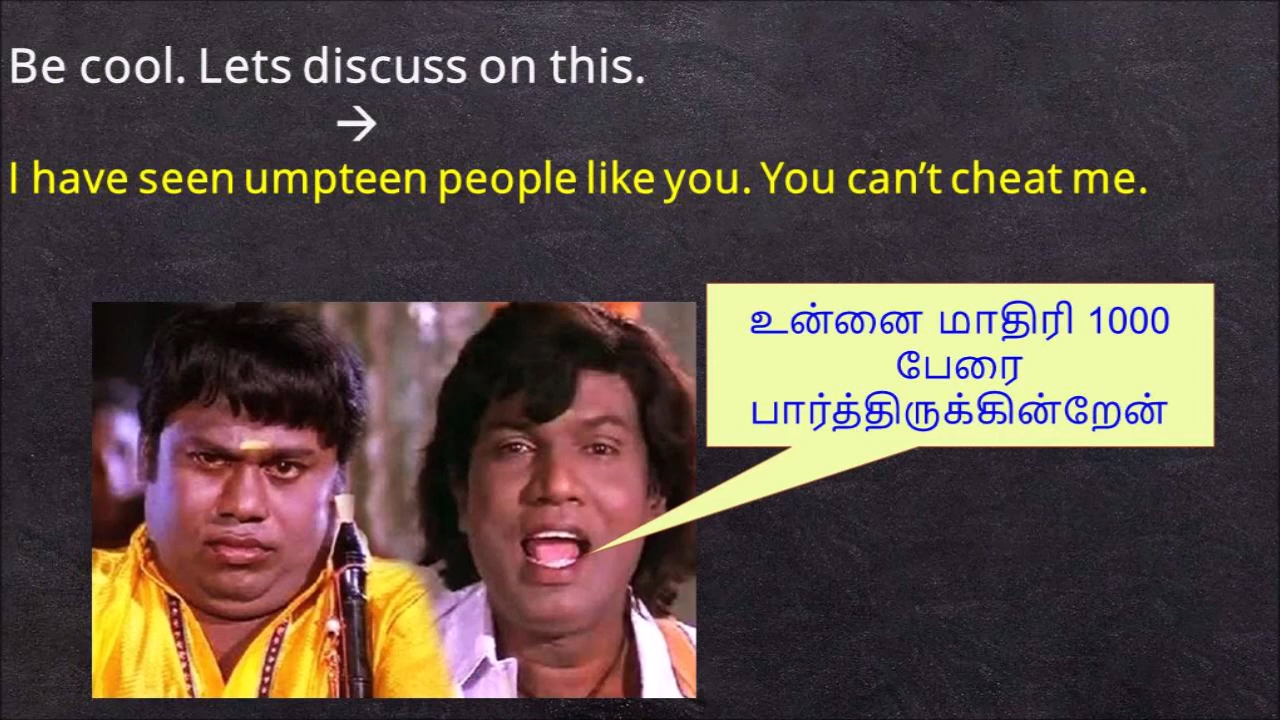 Be cool. Lets discuss on this.
→
I have seen umpteen people like you. You can’t cheat me.
உன்னை மாதிரி 1000
பேரை
பார்த்திருக்கின்றேன்